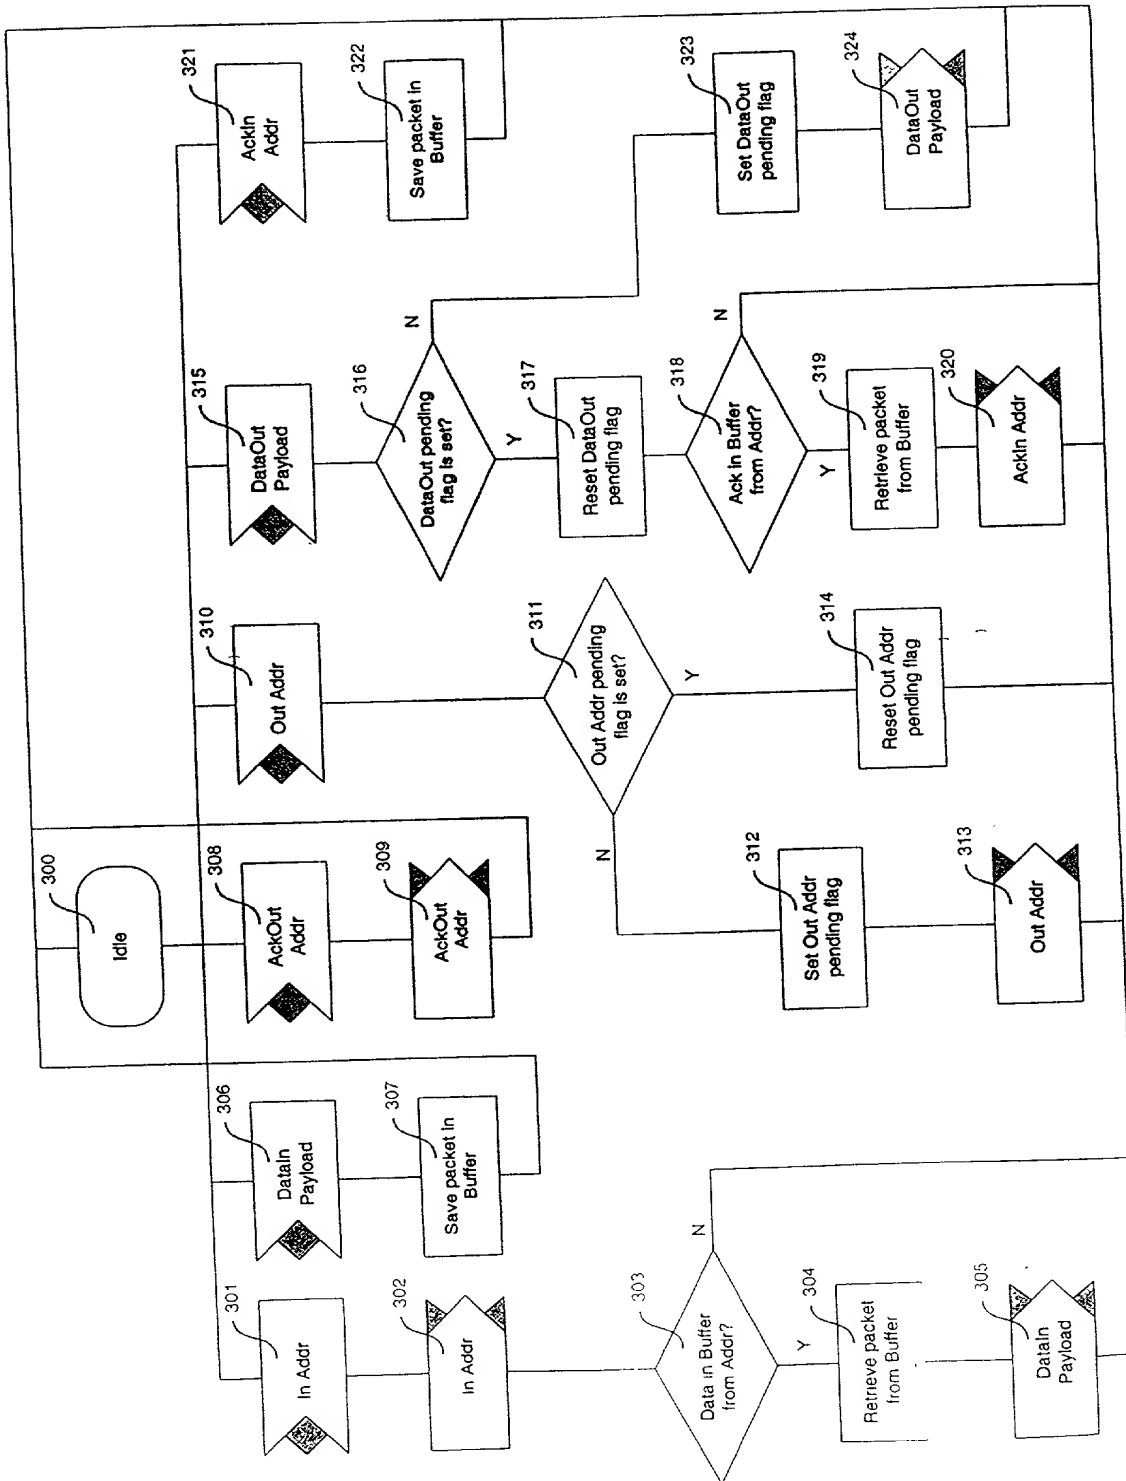 300
Idle
301
In Addr
302
In Addr
303
Data in Buffer
from Addr?
N
Y
304
Retrieve packet
from Buffer
305
DataIn
Payload
306
DataIn
Payload
307
Save packet in
Buffer
308
AckOut
Addr
309
AckOut
Addr
310
Out Addr
311
Out Addr pending
flag is set?
N
Y
312
Set Out Addr
pending flag
313
Out Addr
314
Reset Out Addr
pending flag
315
DataOut
Payload
316
DataOut pending
flag is set?
N
Y
317
Reset DataOut
pending flag
318
Ack in Buffer
from Addr?
N
Y
319
Retrieve packet
from Buffer
320
AckIn Addr
321
AckIn
Addr
322
Save packet in
Buffer
323
Set DataOut
pending flag
324
DataOut
Payload